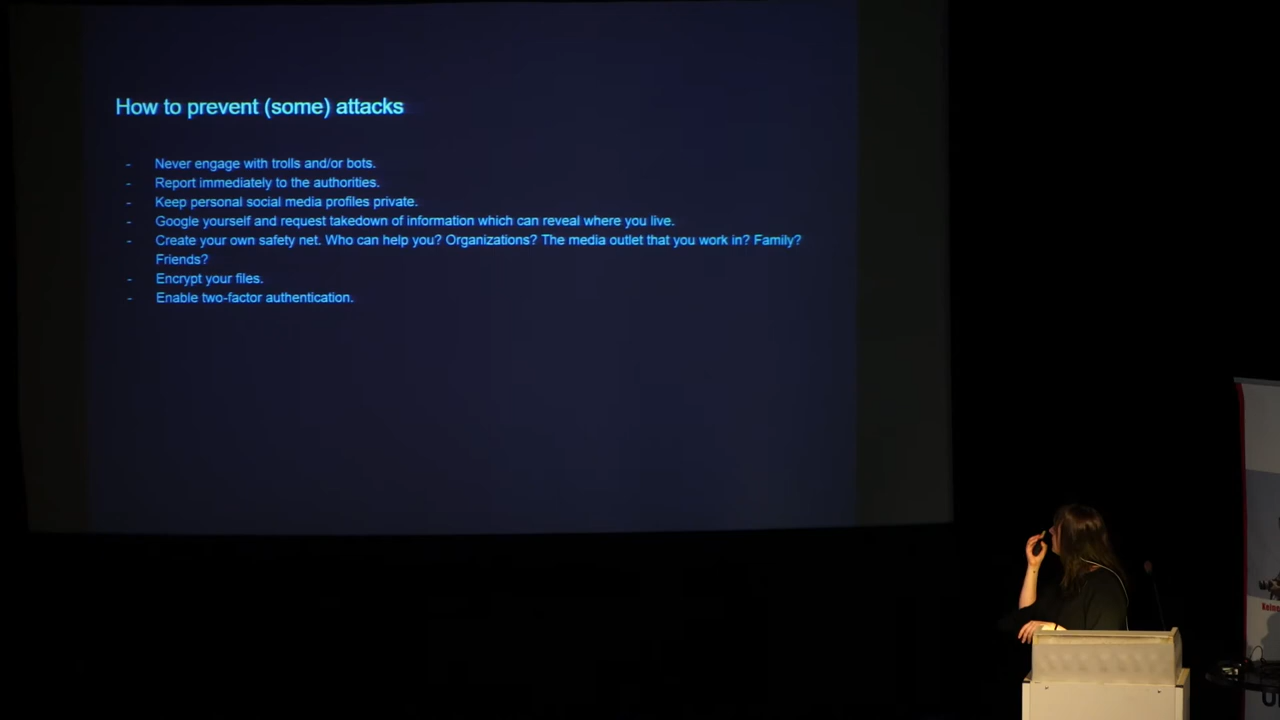 How to prevent (some) attacks
- Never engage with trolls and/or bots.
- Report immediately to the authorities.
- Keep personal social media profiles private.
- Google yourself and request takedown of information which can reveal where you live.
- Create your own safety net. Who can help you? Organizations? The media outlet that you work in? Family?
Friends?
- Encrypt your files.
- Enable two-factor authentication.